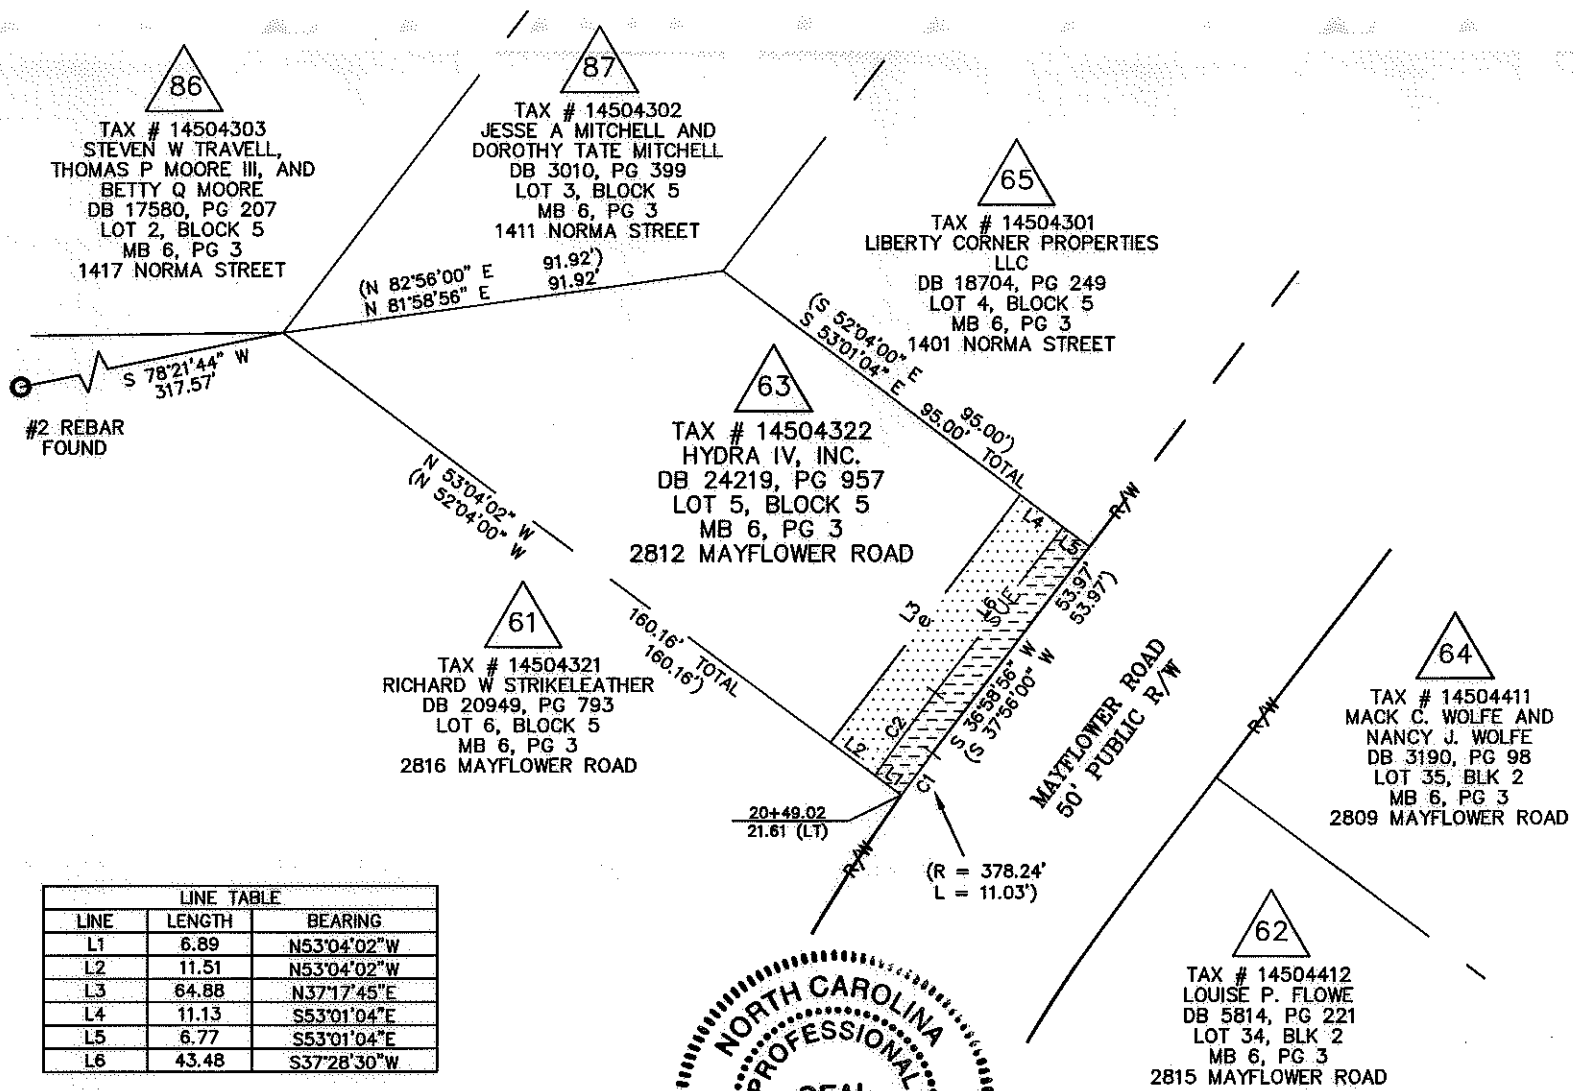 86
TAX # 14504303
STEVEN W TRAVELL,
THOMAS P MOORE III, AND
BETTY Q MOORE
DB 17580, PG 207
LOT 2, BLOCK 5
MB 6, PG 3
1417 NORMA STREET
87
TAX # 14504302
JESSE A MITCHELL AND
DOROTHY TATE MITCHELL
DB 3010, PG 399
LOT 3, BLOCK 5
MB 6, PG 3
1411 NORMA STREET
65
TAX # 14504301
LIBERTY CORNER PROPERTIES
LLC
DB 18704, PG 249
LOT 4, BLOCK 5
MB 6, PG 3
1401 NORMA STREET
(N 82°56'00" E 91.92')
N 81°58'56" E 91.92'
(S 52°04'00" E 95.00')
S 53°01'04" E 95.00' TOTAL
S 78°21'44" W
317.57'
#2 REBAR
FOUND
63
TAX # 14504322
HYDRA IV, INC.
DB 24219, PG 957
LOT 5, BLOCK 5
MB 6, PG 3
2812 MAYFLOWER ROAD
N 53°04'02" W
(N 52°04'00" W
160.16' TOTAL
160.16')
61
TAX # 14504321
RICHARD W STRIKELEATHER
DB 20949, PG 793
LOT 6, BLOCK 5
MB 6, PG 3
2816 MAYFLOWER ROAD
L4
L5
R/W
L3
e
L6
SUE
53.97'
53.97')
S 36°58'56" W
(S 37°56'00" W
L2
C2
L1
C1
MAYFLOWER ROAD
50' PUBLIC R/W
R/W
64
TAX # 14504411
MACK C. WOLFE AND
NANCY J. WOLFE
DB 3190, PG 98
LOT 35, BLK 2
MB 6, PG 3
2809 MAYFLOWER ROAD
20+49.02
21.61 (LT)
R/W
(R = 378.24'
L = 11.03')
62
TAX # 14504412
LOUISE P. FLOWE
DB 5814, PG 221
LOT 34, BLK 2
MB 6, PG 3
2815 MAYFLOWER ROAD
LINE TABLE
LINE LENGTH BEARING
L1 6.89 N53°04'02"W
L2 11.51 N53°04'02"W
L3 64.88 N37°17'45"E
L4 11.13 S53°01'04"E
L5 6.77 S53°01'04"E
L6 43.48 S37°28'30"W
NORTH CAROLINA
PROFESSIONAL
SEAL